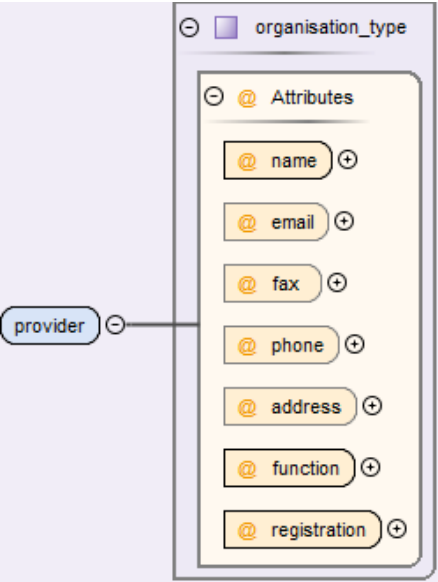 organisation_type
@ Attributes
@ name
@ email
@ fax
provider
@ phone
@ address
@ function
@ registration